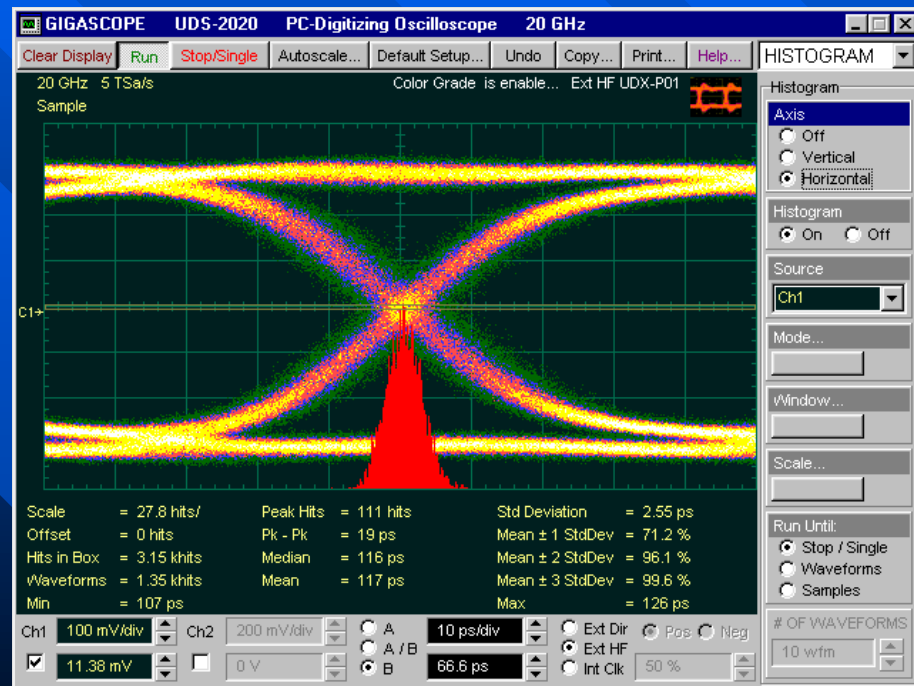 GIGASCOPE UDS-2020 PC-Digitizing Oscilloscope 20 GHz
Clear Display Run Stop/Single Autoscale... Default Setup... Undo Copy... Print... Help... HISTOGRAM
20 GHz 5 TSa/s Color Grade is enable... Ext HF UDX-P01
Sample
C1
Histogram
Axis
Off
Vertical
Horizontal
Histogram
On Off
Source
Ch1
Mode...
Window...
Scale...
Run Until:
Stop / Single
Waveforms
Samples
# OF WAVEFORMS
10 wfm
Scale = 27.8 hits/ Peak Hits = 111 hits Std Deviation = 2.55 ps
Offset = 0 hits Pk - Pk = 19 ps Mean ± 1 StdDev = 71.2 %
Hits in Box = 3.15 khits Median = 116 ps Mean ± 2 StdDev = 96.1 %
Waveforms = 1.35 khits Mean = 117 ps Mean ± 3 StdDev = 99.6 %
Min = 107 ps Max = 126 ps
Ch1 100 mV/div Ch2 200 mV/div A 10 ps/div Ext Dir Pos Neg
A / B Ext HF
11.38 mV 0 V B 66.6 ps Int Clk 50 %